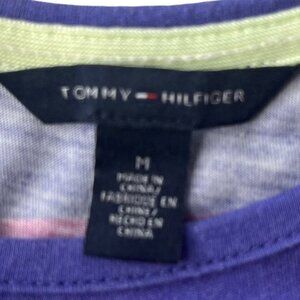 TOMMY HILFIGER
M
MADE IN
CHINA/
FABRIQUÉ EN
CHINE/
HECHO EN
CHINA